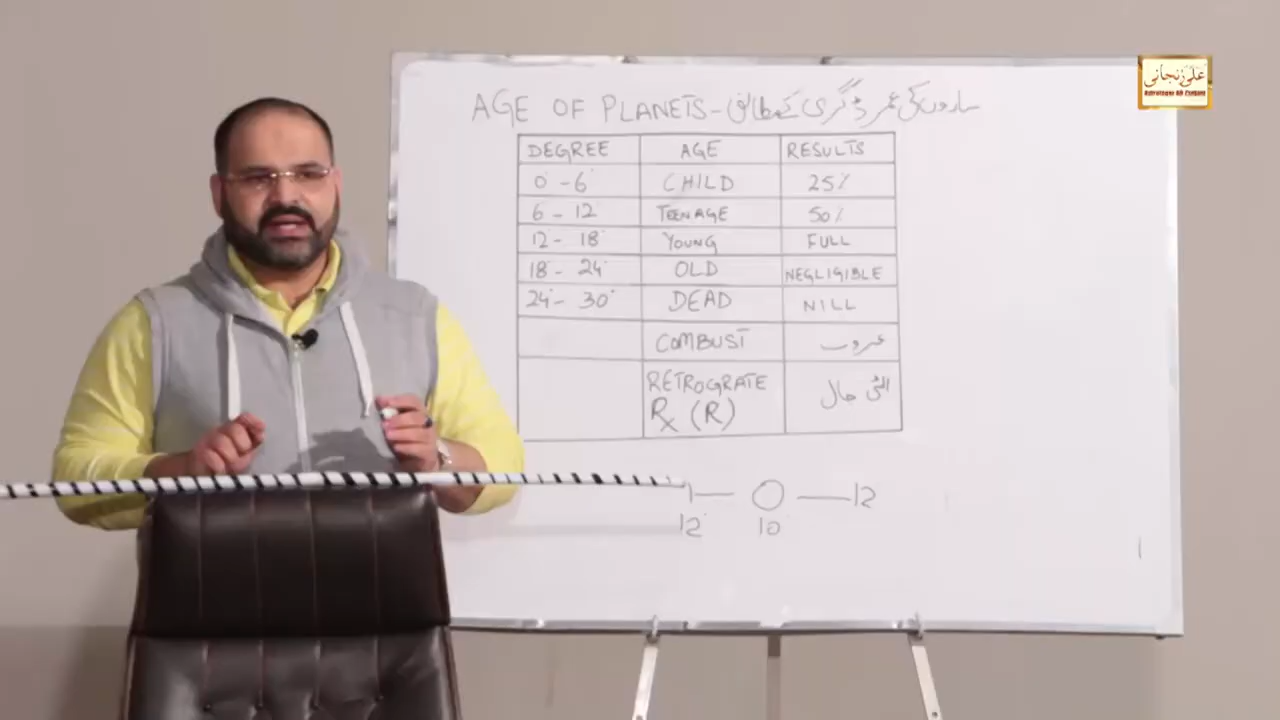 علی زنجانی
AGE OF PLANETS - ستاروں کی عمر ڈگری کے مطابق
DEGREE AGE RESULTS
0° - 6° CHILD 25%
6 - 12 TEENAGE 50%
12 - 18° YOUNG FULL
18° - 24° OLD NEGLIGIBLE
24° - 30° DEAD NILL
COMBUST غروب
RETROGRATE
Rx (R) الٹی چال
12
12° 10